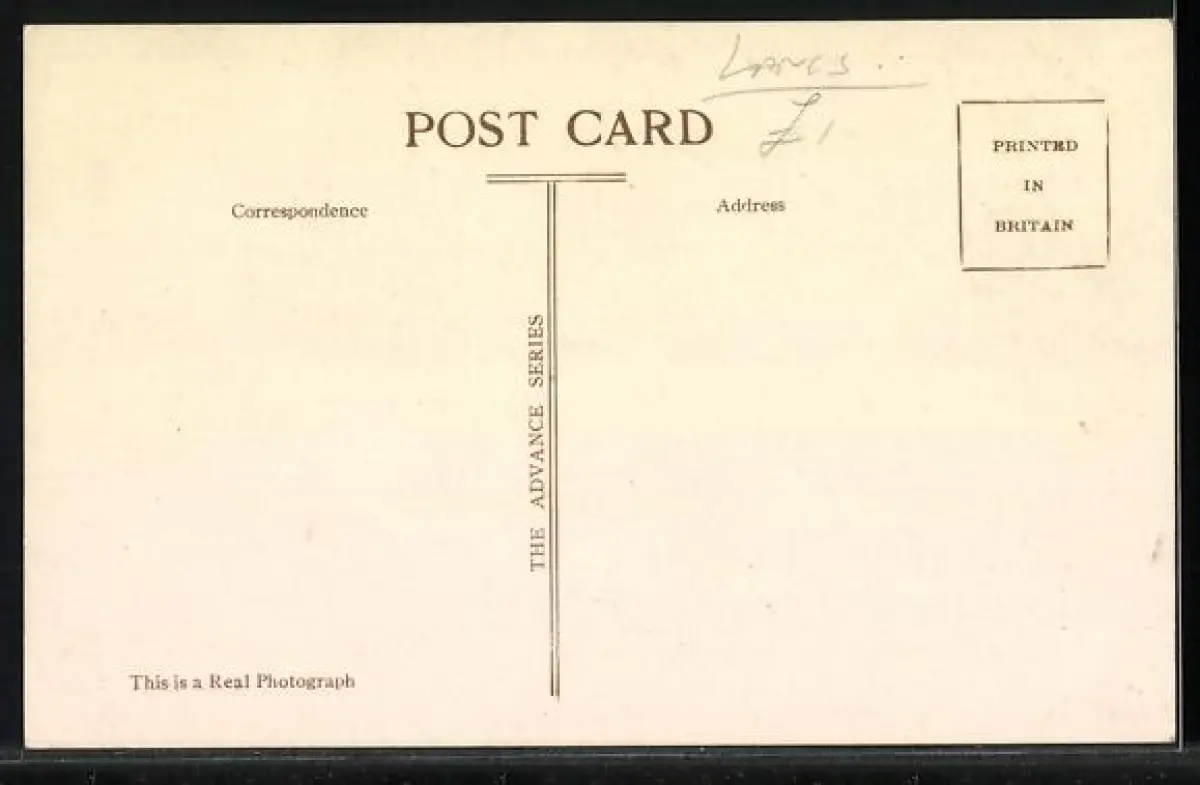 Lancs
POST CARD
£1
Correspondence
Address
PRINTED
IN
BRITAIN
THE ADVANCE SERIES
This is a Real Photograph